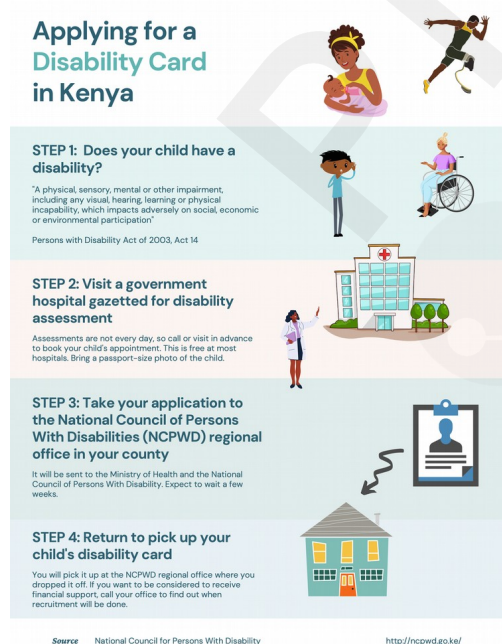 Applying for a
Disability Card
in Kenya
STEP 1: Does your child have a
disability?
"A physical, sensory, mental or other impairment,
including any visual, hearing, learning or physical
incapability, which impacts adversely on social, economic
or environmental participation"
Persons with Disability Act of 2003, Act 14
STEP 2: Visit a government
hospital gazetted for disability
assessment
Assessments are not every day, so call or visit in advance
to book your child's appointment. This is free at most
hospitals. Bring a passport-size photo of the child.
STEP 3: Take your application to
the National Council of Persons
With Disabilities (NCPWD) regional
office in your county
It will be sent to the Ministry of Health and the National
Council of Persons With Disability. Expect to wait a few
weeks.
STEP 4: Return to pick up your
child's disability card
You will pick it up at the NCPWD regional office where you
dropped it off. If you want to be considered to receive
financial support, call your office to find out when
recruitment will be done.
Source National Council for Persons With Disability http://ncpwd.go.ke/